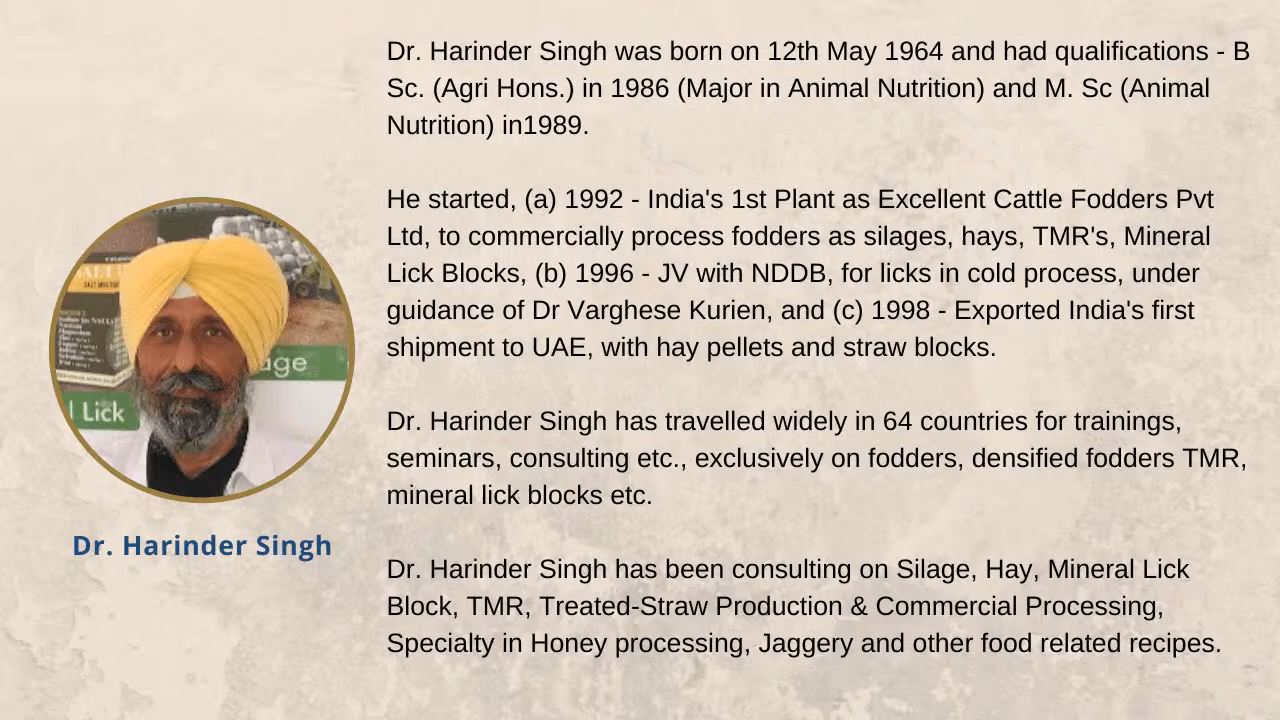 Dr. Harinder Singh was born on 12th May 1964 and had qualifications - B
Sc. (Agri Hons.) in 1986 (Major in Animal Nutrition) and M. Sc (Animal
Nutrition) in1989.
He started, (a) 1992 - India's 1st Plant as Excellent Cattle Fodders Pvt
Ltd, to commercially process fodders as silages, hays, TMR's, Mineral
Lick Blocks, (b) 1996 - JV with NDDB, for licks in cold process, under
guidance of Dr Varghese Kurien, and (c) 1998 - Exported India's first
shipment to UAE, with hay pellets and straw blocks.
Dr. Harinder Singh has travelled widely in 64 countries for trainings,
seminars, consulting etc., exclusively on fodders, densified fodders TMR,
mineral lick blocks etc.
Dr. Harinder Singh has been consulting on Silage, Hay, Mineral Lick
Block, TMR, Treated-Straw Production & Commercial Processing,
Specialty in Honey processing, Jaggery and other food related recipes.
age
l Lick
Dr. Harinder Singh